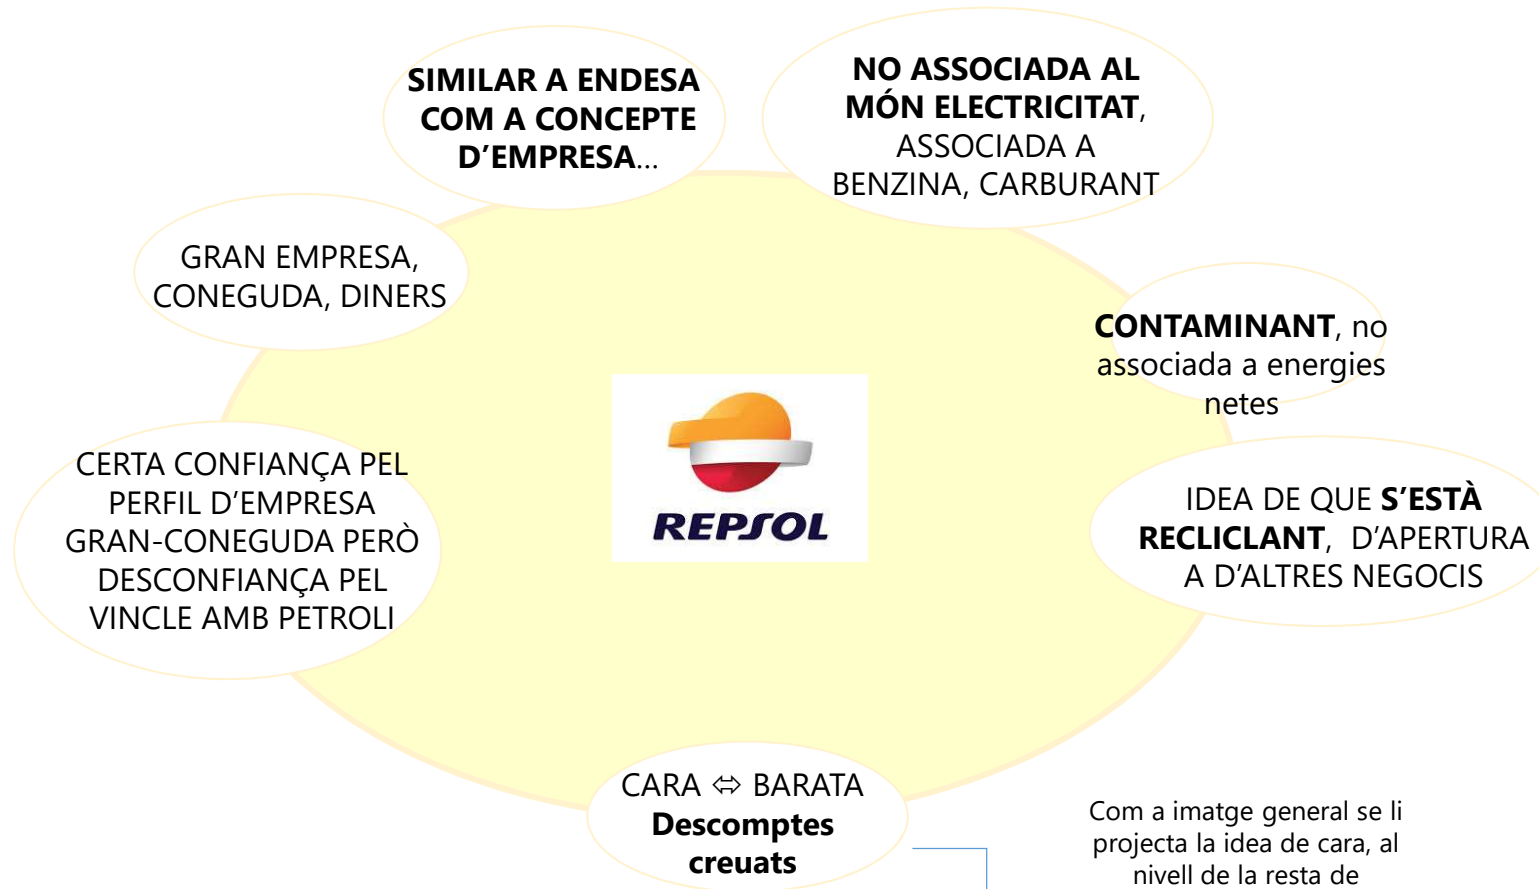 SIMILAR A ENDESA
COM A CONCEPTE
D’EMPRESA…
NO ASSOCIADA AL
MÓN ELECTRICITAT,
ASSOCIADA A
BENZINA, CARBURANT
GRAN EMPRESA,
CONEGUDA, DINERS
CONTAMINANT, no
associada a energies
netes
CERTA CONFIANÇA PEL
PERFIL D’EMPRESA
GRAN-CONEGUDA PERÒ
DESCONFIANÇA PEL
VINCLE AMB PETROLI
REPSOL
IDEA DE QUE S’ESTÀ
RECLICLANT, D’APERTURA
A D’ALTRES NEGOCIS
CARA ⬄ BARATA
Descomptes
creuats
Com a imatge general se li
projecta la idea de cara, al
nivell de la resta de